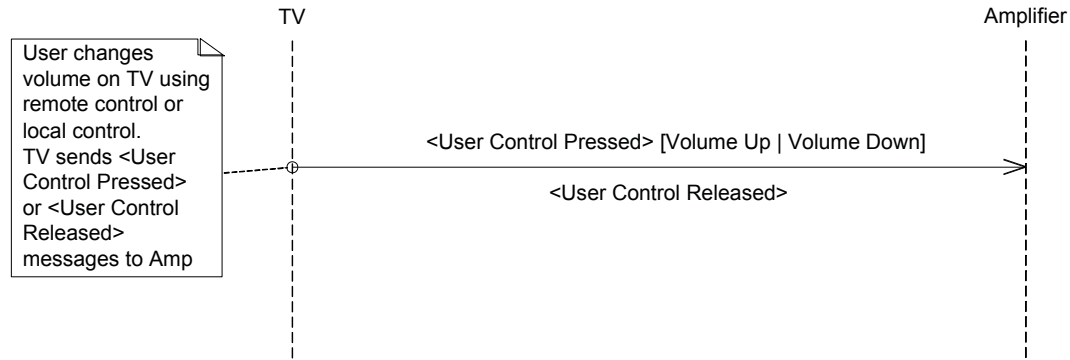 TV
Amplifier
User changes
volume on TV using
remote control or
local control.
TV sends <User
Control Pressed>
or <User Control
Released>
messages to Amp
<User Control Pressed> [Volume Up | Volume Down]
<User Control Released>